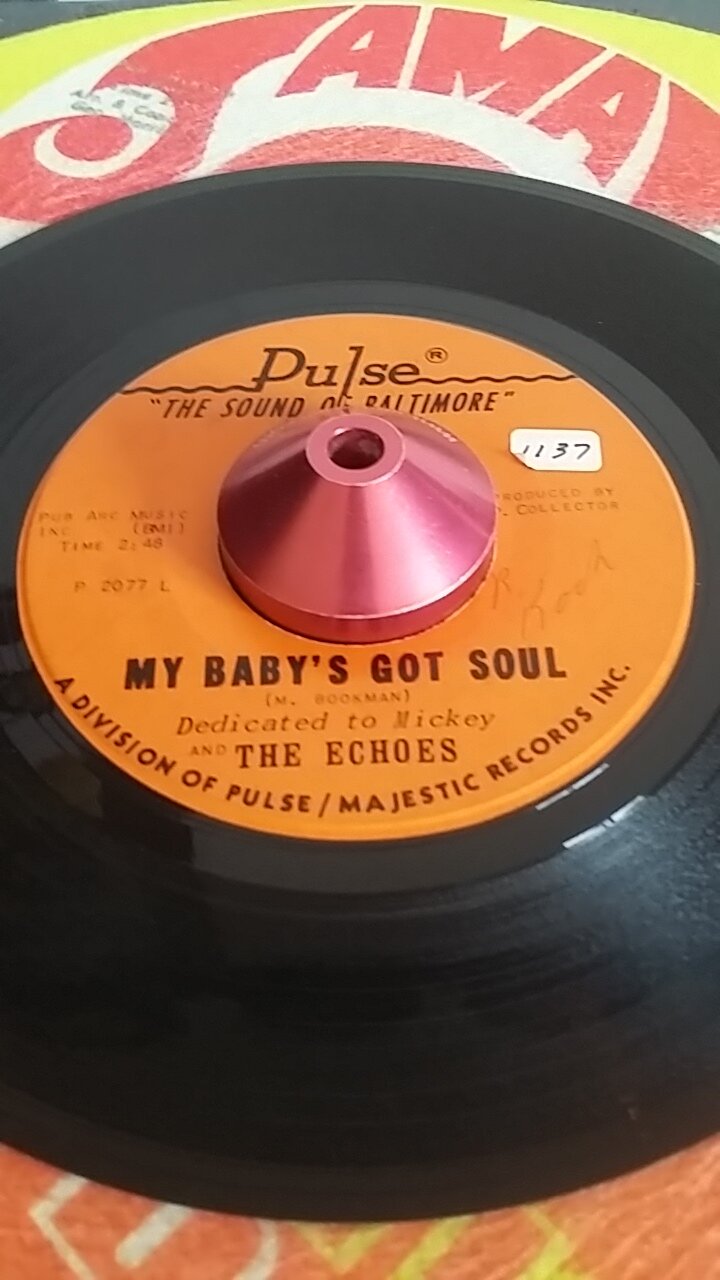 Pulse®
"THE SOUND OF BALTIMORE"
1137
PUB ARC MUSIC
INC. (BMI)
TIME 2:48
PRODUCED BY
P. COLLECTOR
P 2077 L
MY BABY'S GOT SOUL
(M. BOOKMAN)
Dedicated to Mickey
AND THE ECHOES
A DIVISION OF PULSE/MAJESTIC RECORDS INC.